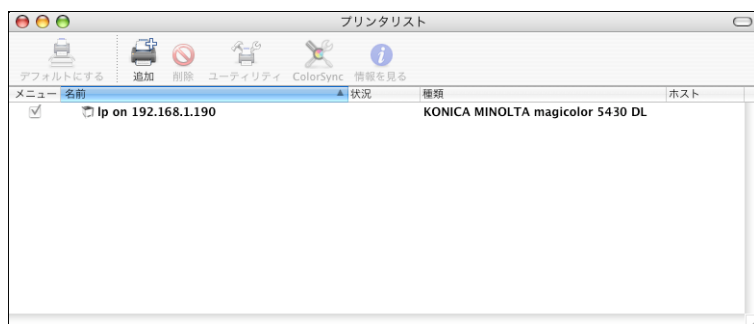 プリンタリスト
デフォルトにする 追加 削除 ユーティリティ ColorSync 情報を見る
メニュー 名前 状況 種類 ホスト
lp on 192.168.1.190 KONICA MINOLTA magicolor 5430 DL